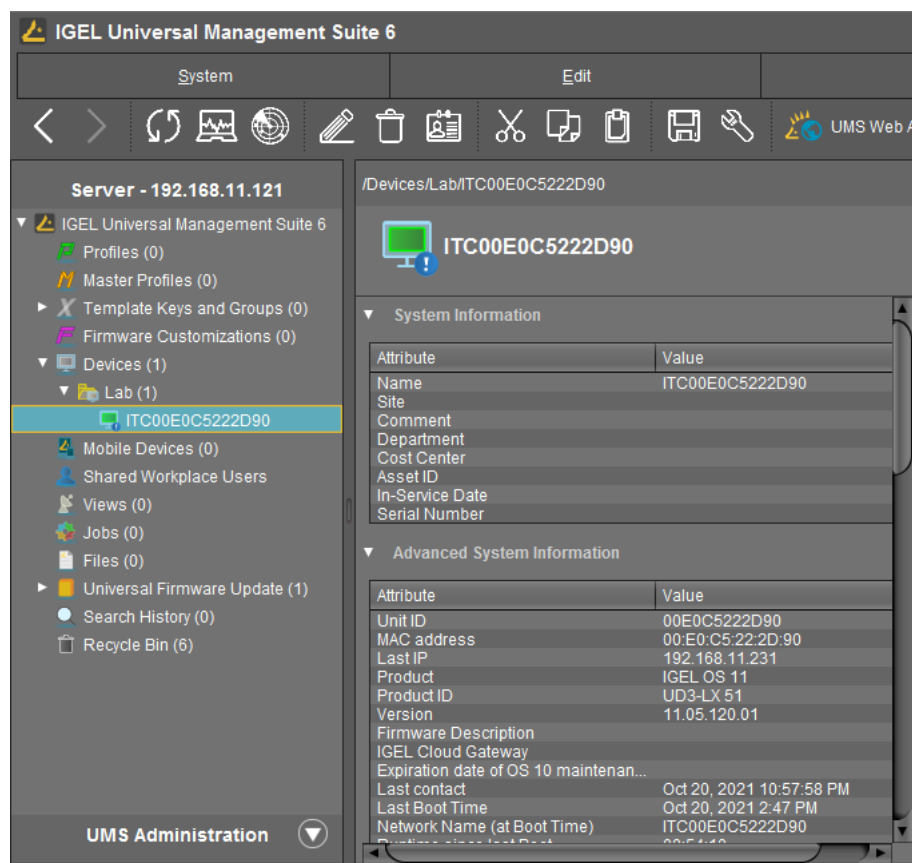 IGEL Universal Management Suite 6
System Edit
UMS Web A
Server - 192.168.11.121
IGEL Universal Management Suite 6
Profiles (0)
Master Profiles (0)
Template Keys and Groups (0)
Firmware Customizations (0)
Devices (1)
Lab (1)
ITC00E0C5222D90
Mobile Devices (0)
Shared Workplace Users
Views (0)
Jobs (0)
Files (0)
Universal Firmware Update (1)
Search History (0)
Recycle Bin (6)
UMS Administration
/Devices/Lab/ITC00E0C5222D90
ITC00E0C5222D90
System Information
Attribute Value
Name ITC00E0C5222D90
Site
Comment
Department
Cost Center
Asset ID
In-Service Date
Serial Number
Advanced System Information
Attribute Value
Unit ID 00E0C5222D90
MAC address 00:E0:C5:22:2D:90
Last IP 192.168.11.231
Product IGEL OS 11
Product ID UD3-LX 51
Version 11.05.120.01
Firmware Description
IGEL Cloud Gateway
Expiration date of OS 10 maintenan...
Last contact Oct 20, 2021 10:57:58 PM
Last Boot Time Oct 20, 2021 2:47 PM
Network Name (at Boot Time) ITC00E0C5222D90